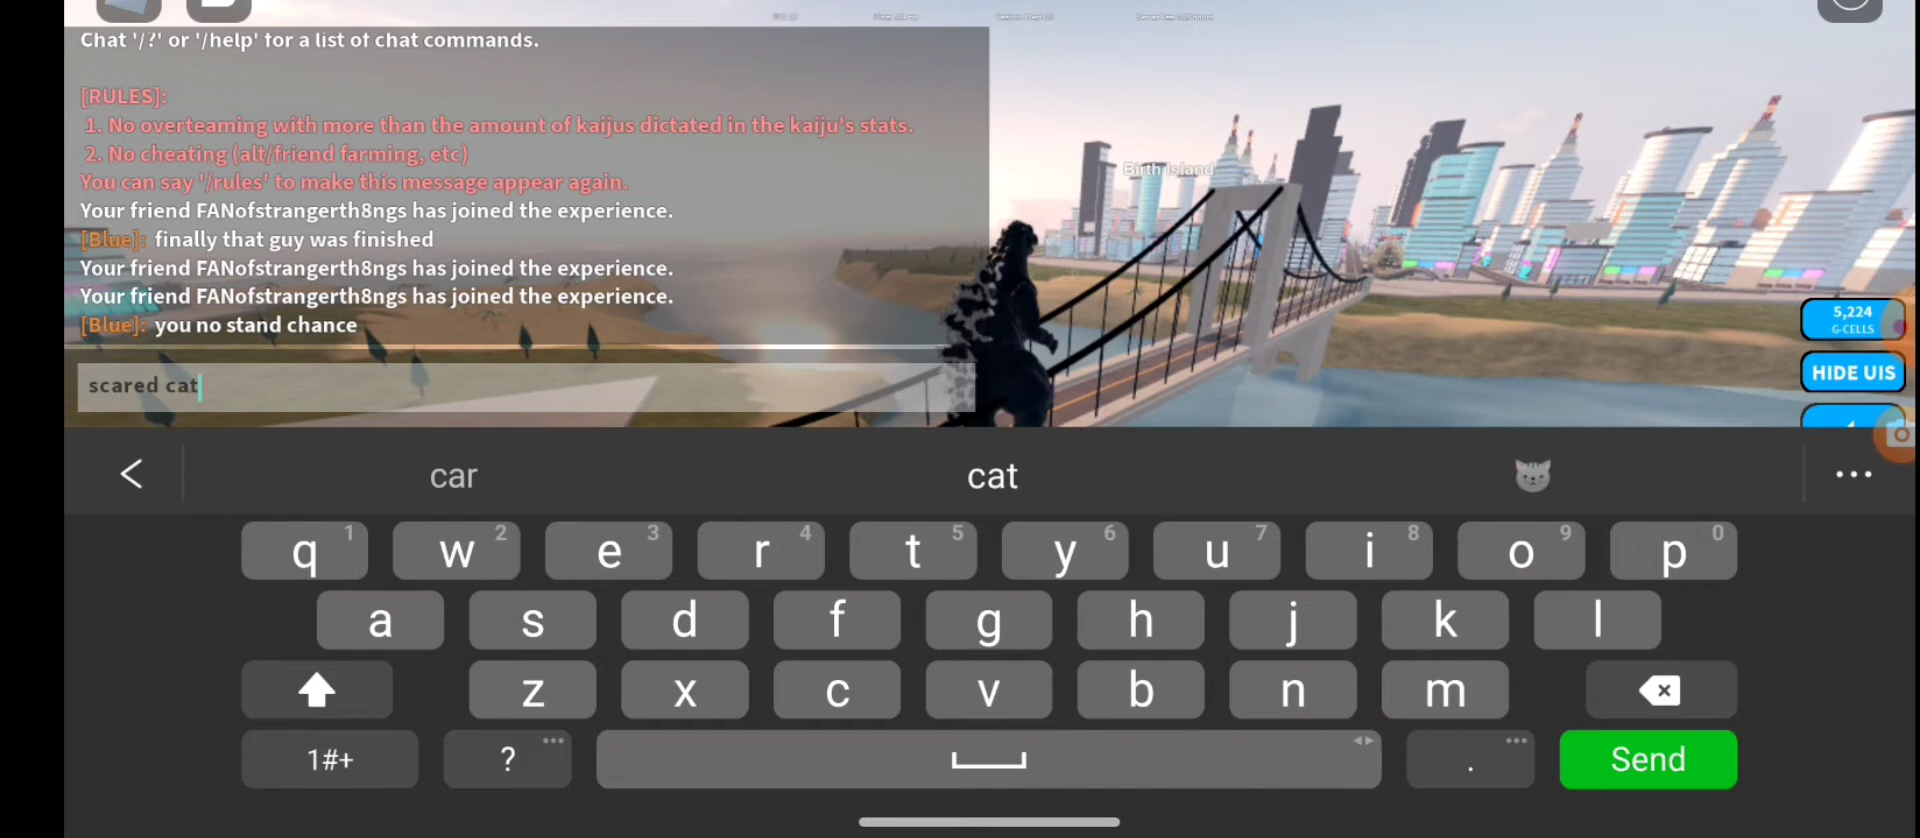 Chat '/?' or '/help' for a list of chat commands.
[RULES]:
1. No overteaming with more than the amount of kaijus dictated in the kaiju's stats.
2. No cheating (alt/friend farming, etc)
You can say '/rules' to make this message appear again.
Your friend FANofstrangerth8ngs has joined the experience.
[Blue]: finally that guy was finished
Your friend FANofstrangerth8ngs has joined the experience.
Your friend FANofstrangerth8ngs has joined the experience.
[Blue]: you no stand chance
scared cat
Birth Island
5,224
G-CELLS
HIDE UIS
car cat
q 1 w 2 e 3 r 4 t 5 y 6 u 7 i 8 o 9 p 0
a s d f g h j k l
z x c v b n m
1#+ ? . Send